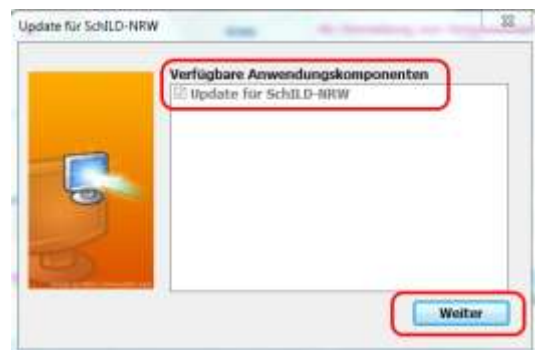 Update für SchILD-NRW
Verfügbare Anwendungskomponenten
Update für SchILD-NRW
Weiter